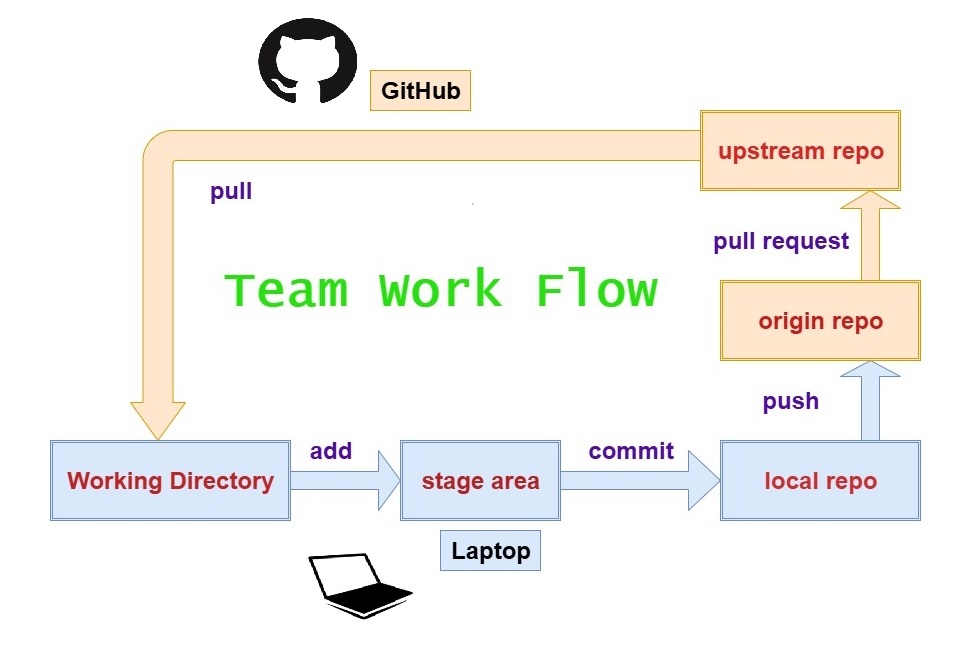 GitHub
upstream repo
pull
pull request
Team Work Flow
origin repo
push
add
commit
Working Directory
stage area
local repo
Laptop